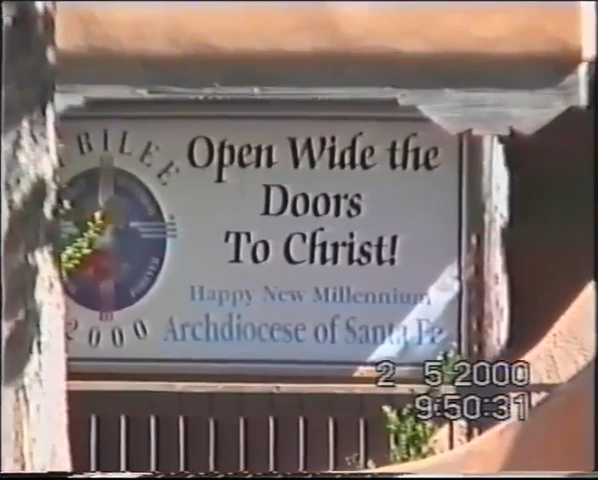 Open Wide the
Doors
To Christ!
Happy New Millennium
Archdiocese of Santa Fe
2000
2 5 2000
9:50:31